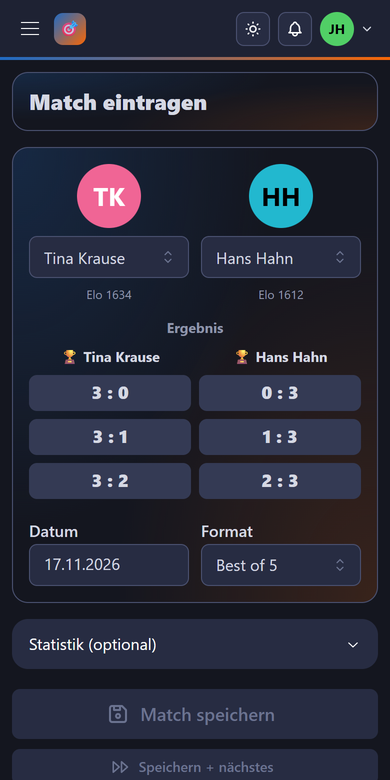 JH
Match eintragen
TK HH
Tina Krause Hans Hahn
Elo 1634 Elo 1612
Ergebnis
🏆 Tina Krause 🏆 Hans Hahn
3 : 0 0 : 3
3 : 1 1 : 3
3 : 2 2 : 3
Datum Format
17.11.2026 Best of 5
Statistik (optional)
Match speichern
Speichern + nächstes